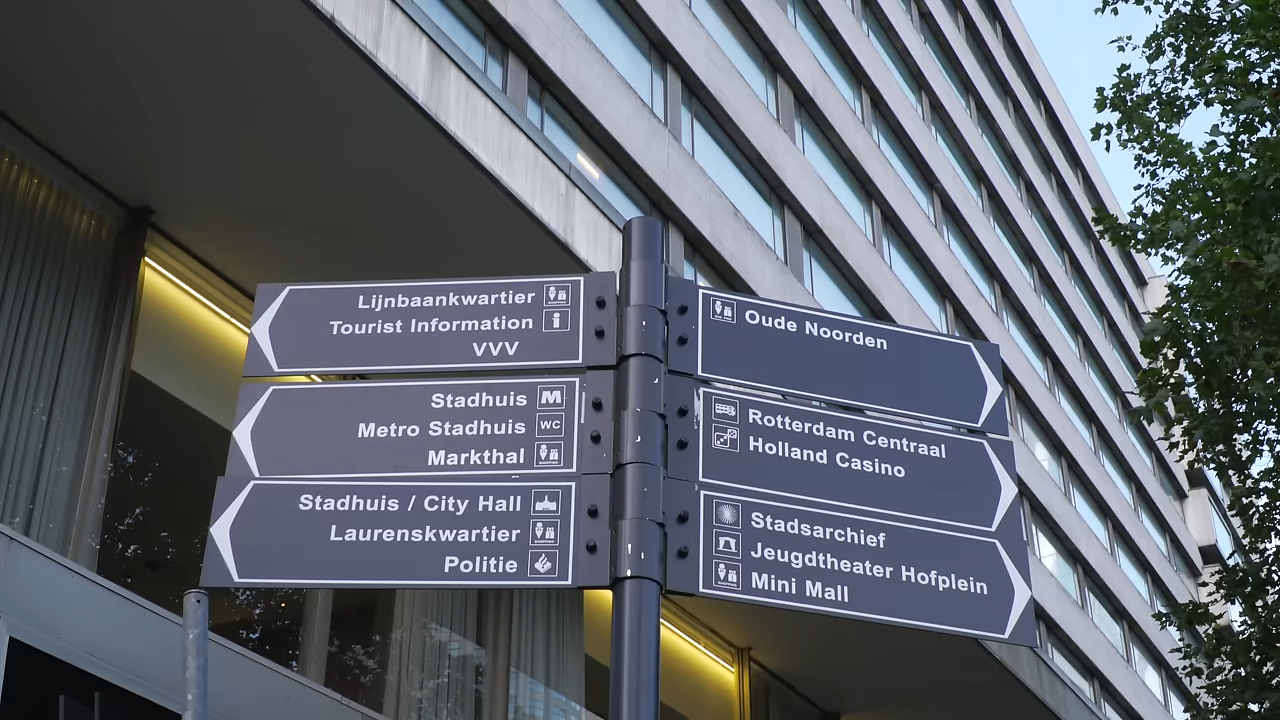 Lijnbaankwartier
Tourist Information
VVV
Stadhuis
Metro Stadhuis WC
Markthal
Stadhuis / City Hall
Laurenskwartier
Politie
Oude Noorden
Rotterdam Centraal
Holland Casino
Stadsarchief
Jeugdtheater Hofplein
Mini Mall